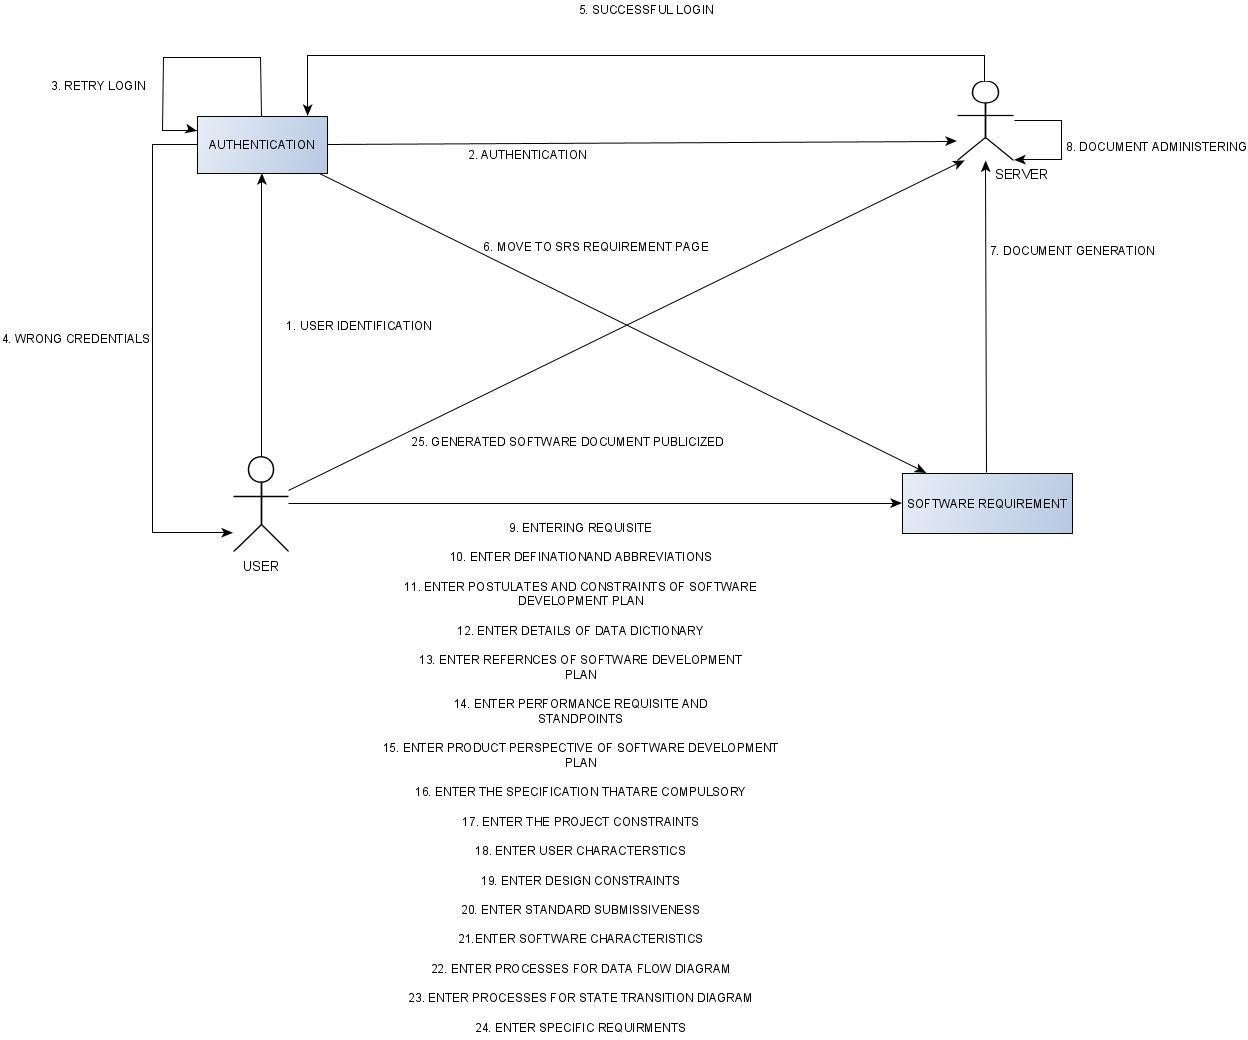 5. SUCCESSFUL LOGIN
3. RETRY LOGIN
AUTHENTICATION
2. AUTHENTICATION
8. DOCUMENT ADMINISTERING
SERVER
6. MOVE TO SRS REQUIREMENT PAGE
7. DOCUMENT GENERATION
1. USER IDENTIFICATION
4. WRONG CREDENTIALS
25. GENERATED SOFTWARE DOCUMENT PUBLICIZED
SOFTWARE REQUIREMENT
9. ENTERING REQUISITE
10. ENTER DEFINATIONAND ABBREVIATIONS
USER
11. ENTER POSTULATES AND CONSTRAINTS OF SOFTWARE
DEVELOPMENT PLAN
12. ENTER DETAILS OF DATA DICTIONARY
13. ENTER REFERNCES OF SOFTWARE DEVELOPMENT
PLAN
14. ENTER PERFORMANCE REQUISITE AND
STANDPOINTS
15. ENTER PRODUCT PERSPECTIVE OF SOFTWARE DEVELOPMENT
PLAN
16. ENTER THE SPECIFICATION THATARE COMPULSORY
17. ENTER THE PROJECT CONSTRAINTS
18. ENTER USER CHARACTERSTICS
19. ENTER DESIGN CONSTRAINTS
20. ENTER STANDARD SUBMISSIVENESS
21.ENTER SOFTWARE CHARACTERISTICS
22. ENTER PROCESSES FOR DATA FLOW DIAGRAM
23. ENTER PROCESSES FOR STATE TRANSITION DIAGRAM
24. ENTER SPECIFIC REQUIRMENTS